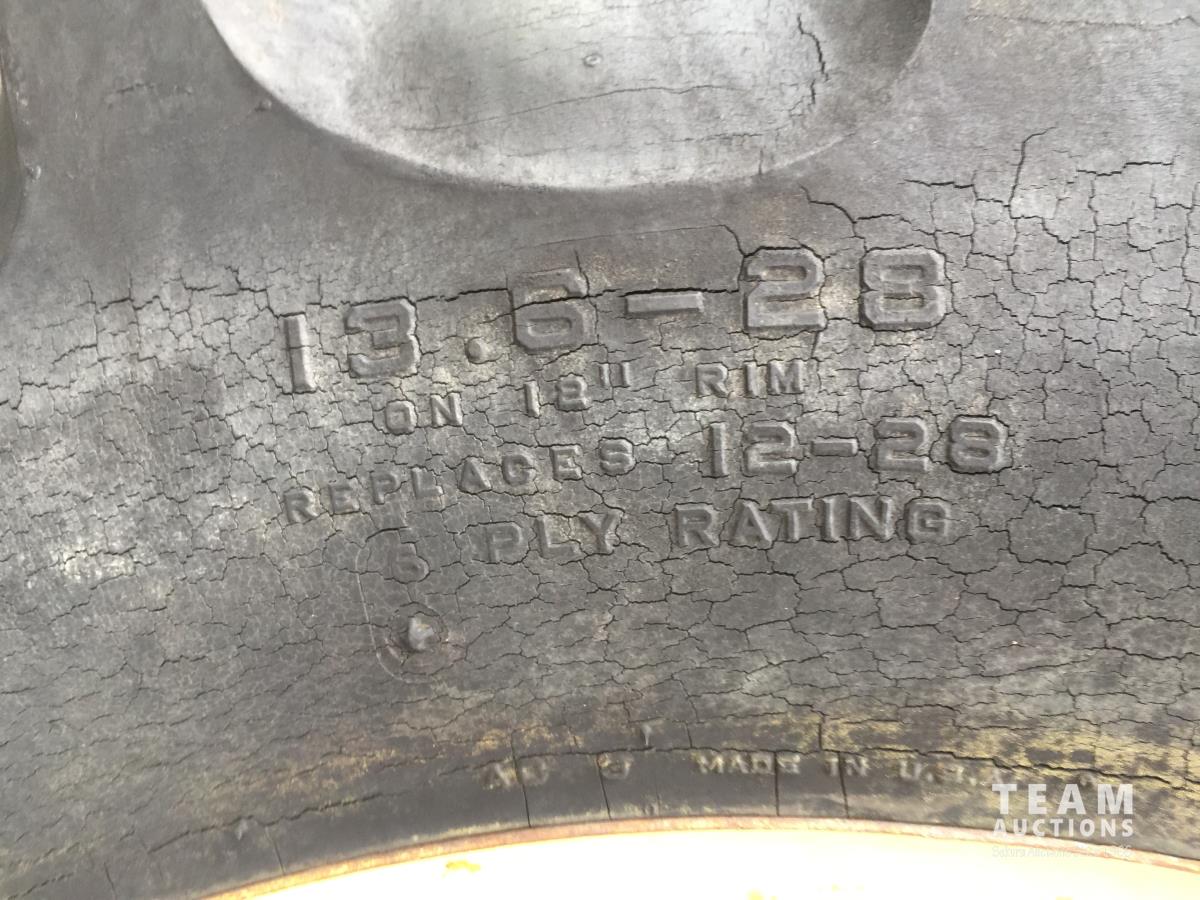 13.6-28
ON 12" RIM
REPLACES 12-28
6 PLY RATING
MADE IN U.S.A.
TEAM
AUCTIONS